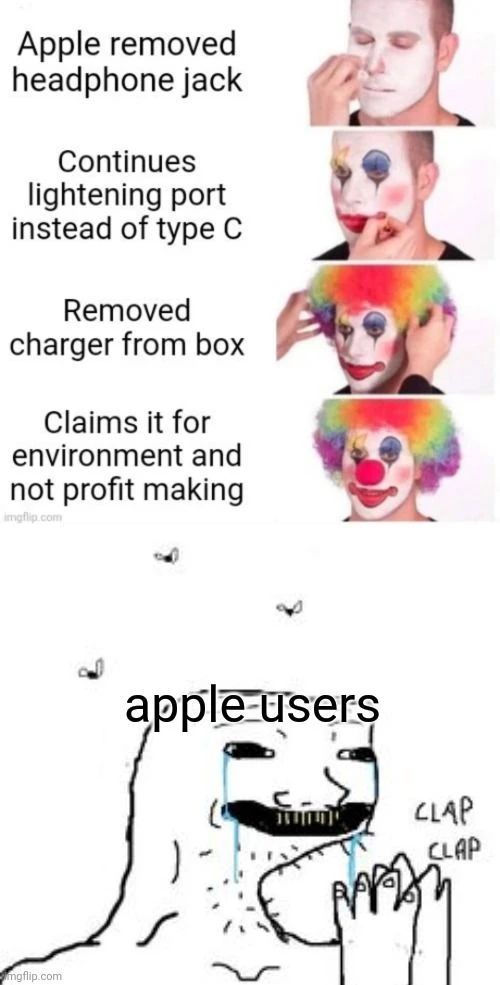 Apple removed
headphone jack
Continues
lightening port
instead of type C
Removed
charger from box
Claims it for
environment and
not profit making
imgflip.com
apple users
CLAP
CLAP
imgflip.com